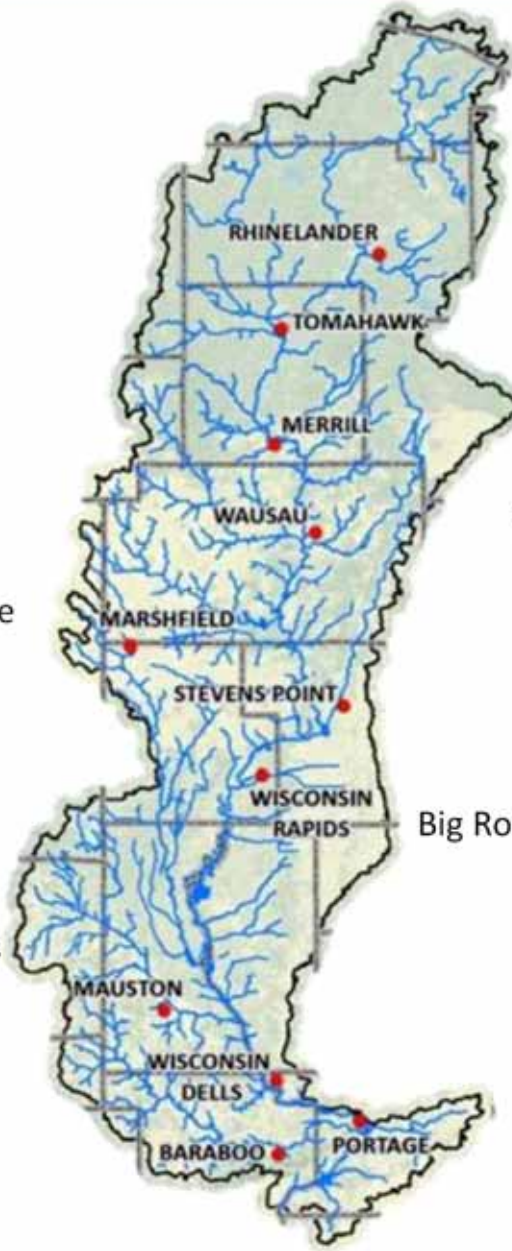 RHINELANDER
TOMAHAWK
MERRILL
WAUSAU
MARSHFIELD
STEVENS POINT
WISCONSIN
RAPIDS
Big Ro
MAUSTON
WISCONSIN
DELLS
BARABOO
PORTAGE